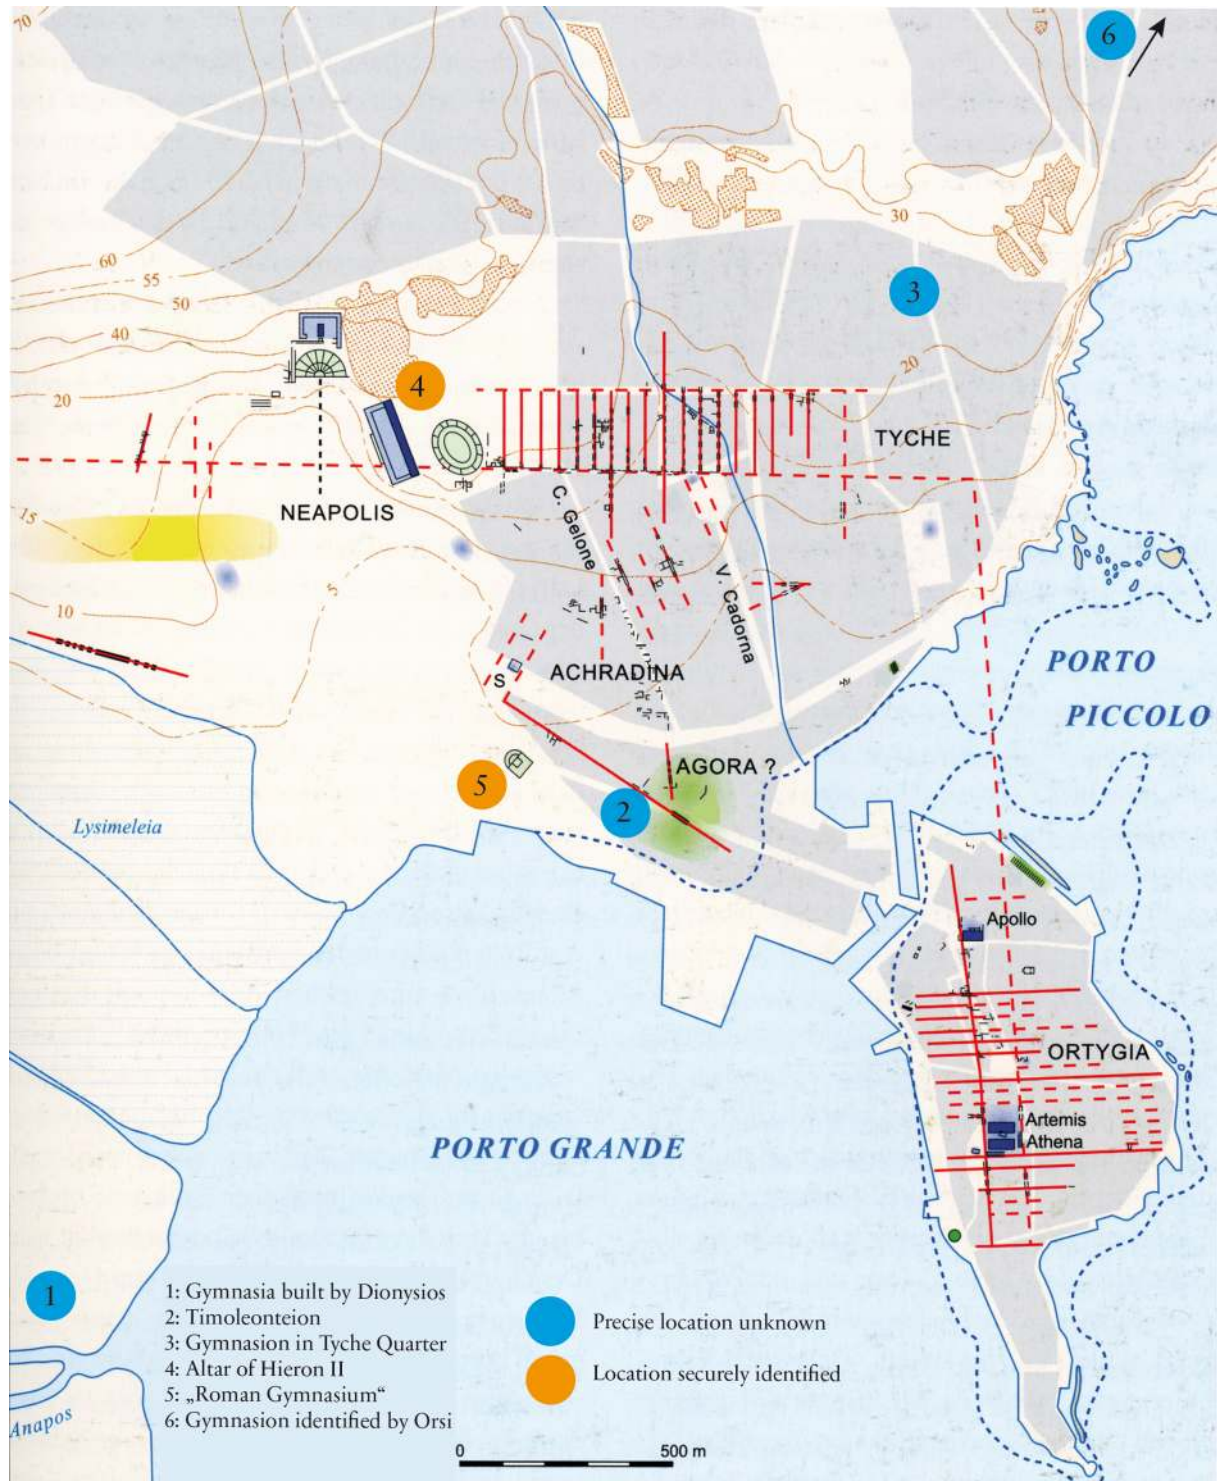 70
6
30
60
55
50
3
40
20
4
20
TYCHE
NEAPOLIS
C. Gelone
15
V. Cadorna
5
10
PORTO
PICCOLO
ACHRADINA
S
AGORA ?
5
2
Lysimeleia
Apollo
ORTYGIA
Artemis
Athena
PORTO GRANDE
1
1: Gymnasia built by Dionysios
2: Timoleonteion
3: Gymnasion in Tyche Quarter
4: Altar of Hieron II
5: „Roman Gymnasium“
6: Gymnasion identified by Orsi
Precise location unknown
Location securely identified
Anapos
0 500 m